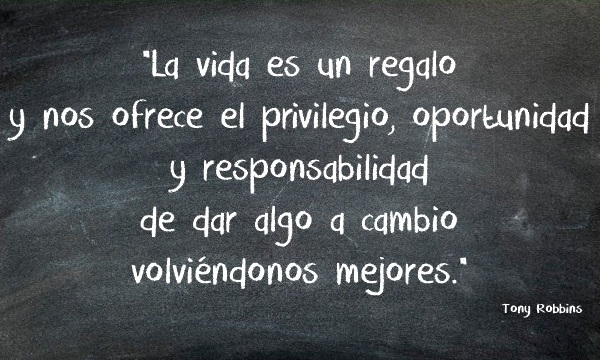 "La vida es un regalo
y nos ofrece el privilegio, oportunidad
y responsabilidad
de dar algo a cambio
volviéndonos mejores."
Tony Robbins